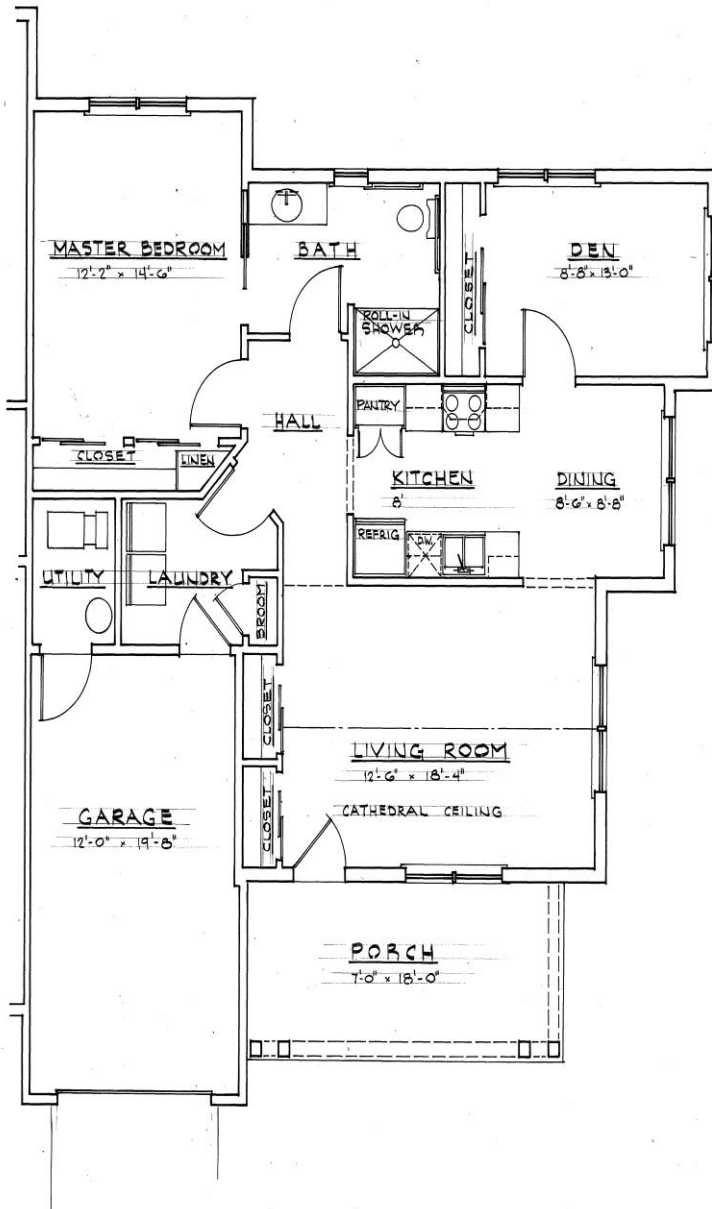 MASTER BEDROOM
12'-2" x 14'-6"
BATH
DEN
8'-8" x 13'-0"
CLOSET
ROLL-IN
SHOWER
PANTRY
HALL
CLOSET
LINEN
KITCHEN
8'
DINING
8'-6" x 8'-8"
REFRIG
D.W.
UTILITY
LAUNDRY
BROOM
CLOSET
LIVING ROOM
12'-6" x 18'-4"
CATHEDRAL CEILING
CLOSET
GARAGE
12'-0" x 19'-8"
PORCH
7'-0" x 18'-0"